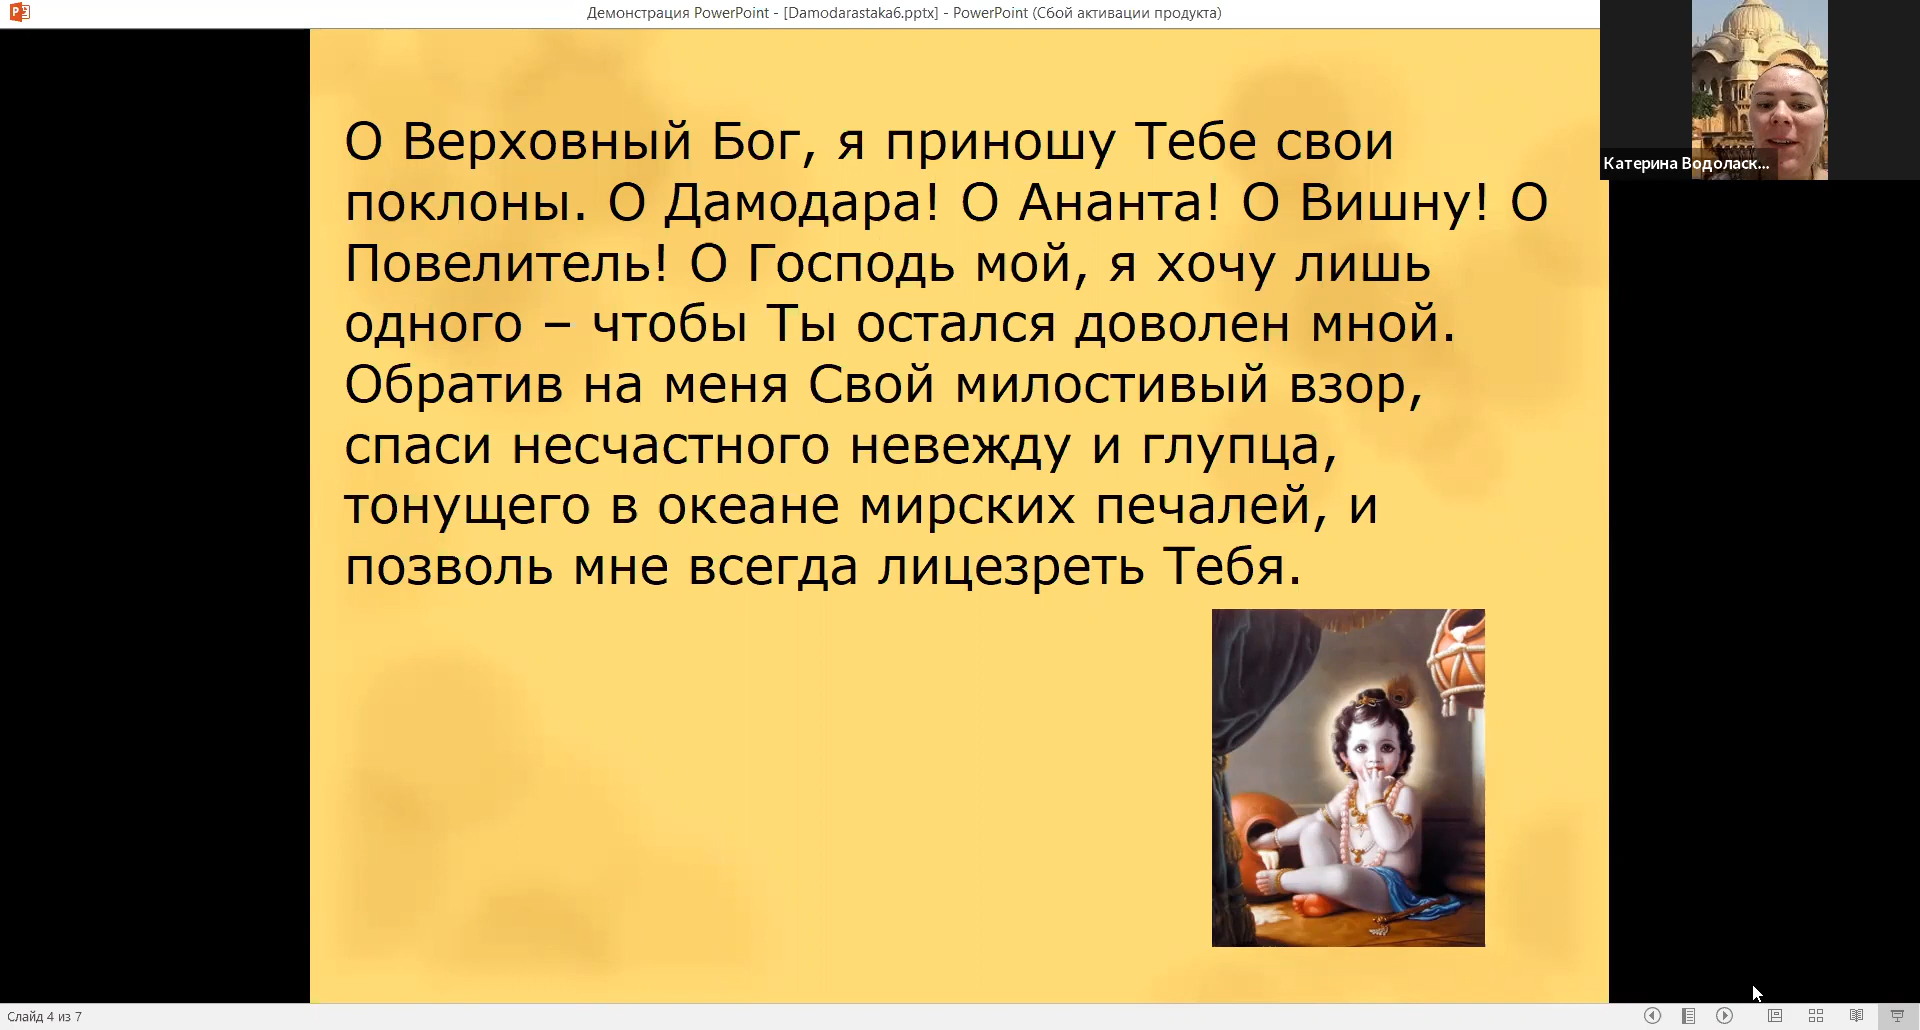 Демонстрация PowerPoint - [Damodarastaka6.pptx] - PowerPoint (Сбой активации продукта)
Катерина Водоласк...
О Верховный Бог, я приношу Тебе свои
поклоны. О Дамодара! О Ананта! О Вишну! О
Повелитель! О Господь мой, я хочу лишь
одного – чтобы Ты остался доволен мной.
Обратив на меня Свой милостивый взор,
спаси несчастного невежду и глупца,
тонущего в океане мирских печалей, и
позволь мне всегда лицезреть Тебя.
Слайд 4 из 7